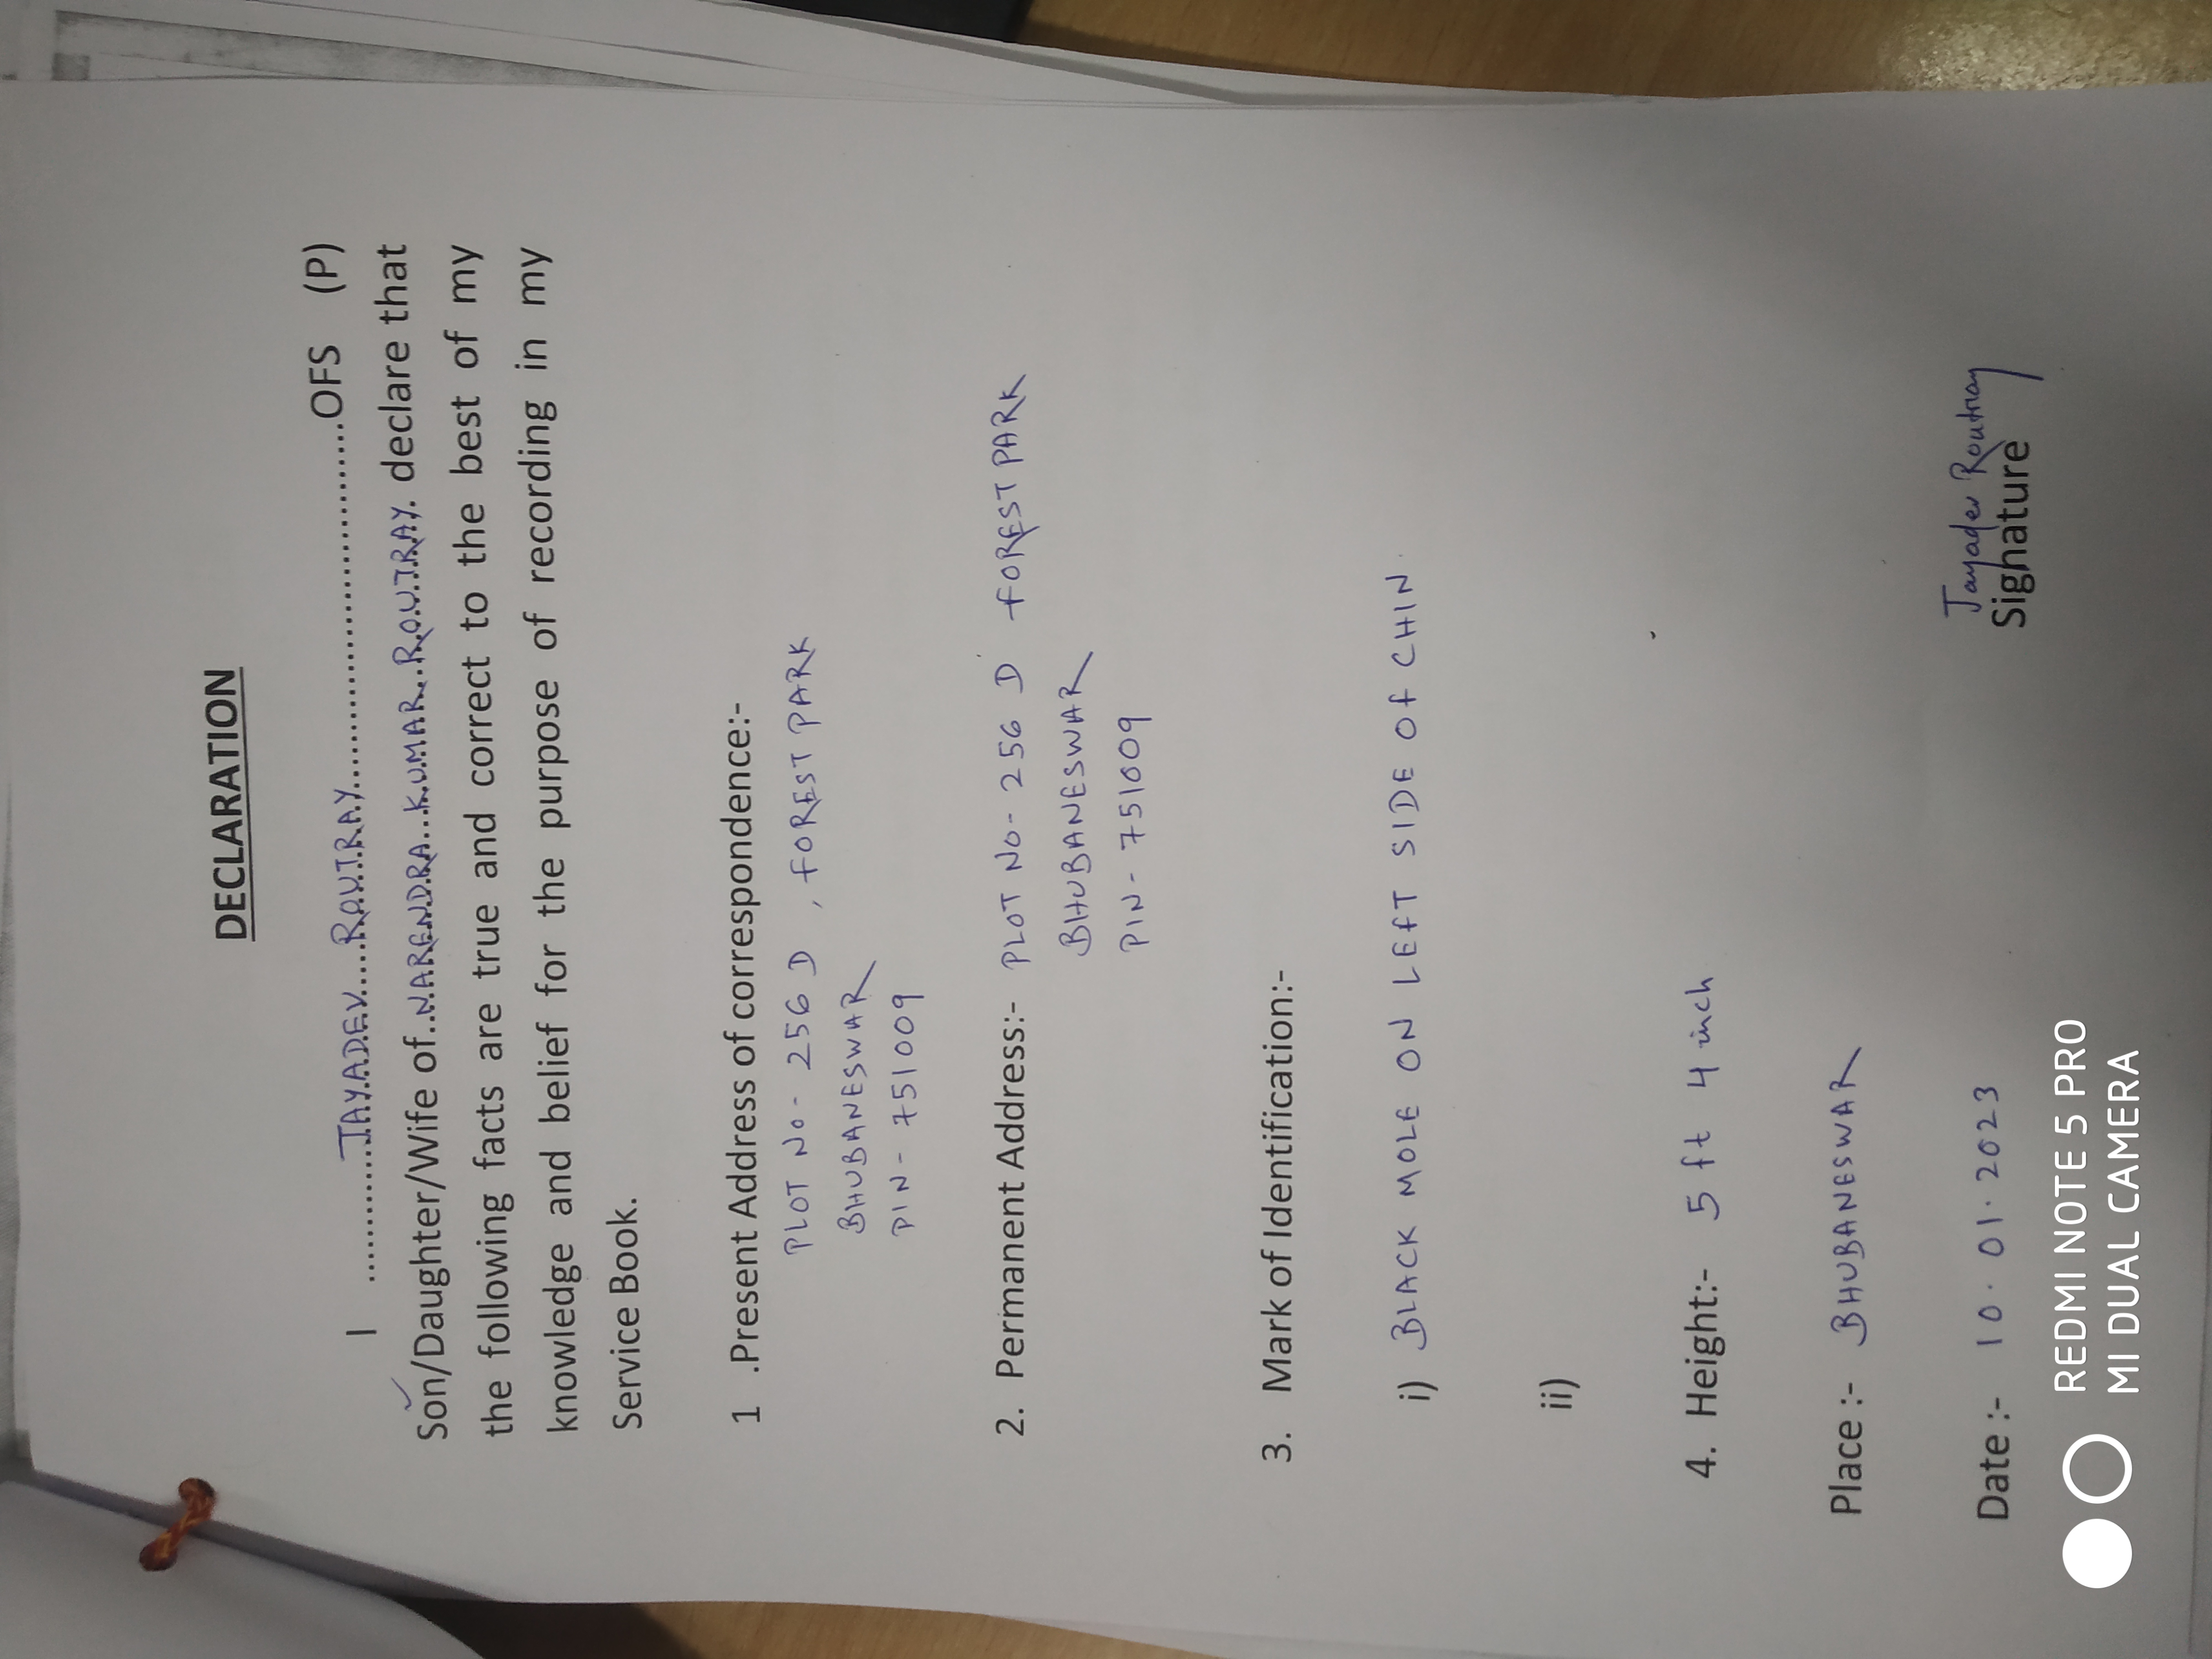 DECLARATION
I ............JAYADEV....ROUTRAY.................................OFS (P)
Son/Daughter/Wife of..NARENDRA...KUMAR..ROUTRAY. declare that
the following facts are true and correct to the best of my
knowledge and belief for the purpose of recording in my
Service Book.
1 .Present Address of correspondence:-
PLOT No- 256 D , FOREST PARK
BHUBANESWAR
PIN- 751009
2. Permanent Address:- PLOT No- 256 D FOREST PARK
BHUBANESWAR
PIN- 751009
3. Mark of Identification:-
i) BLACK MOLE ON LEFT SIDE OF CHIN.
ii)
4. Height:- 5 ft 4 inch
Place :- BHUBANESWAR
Jayadev Routray
Date :- 10.01.2023 Signature
REDMI NOTE 5 PRO
MI DUAL CAMERA